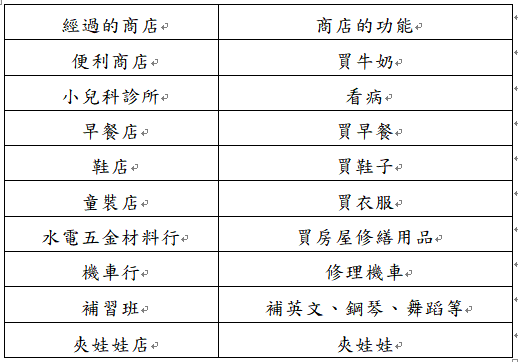 經過的商店 商店的功能
便利商店 買牛奶
小兒科診所 看病
早餐店 買早餐
鞋店 買鞋子
童裝店 買衣服
水電五金材料行 買房屋修繕用品
機車行 修理機車
補習班 補英文、鋼琴、舞蹈等
夾娃娃店 夾娃娃